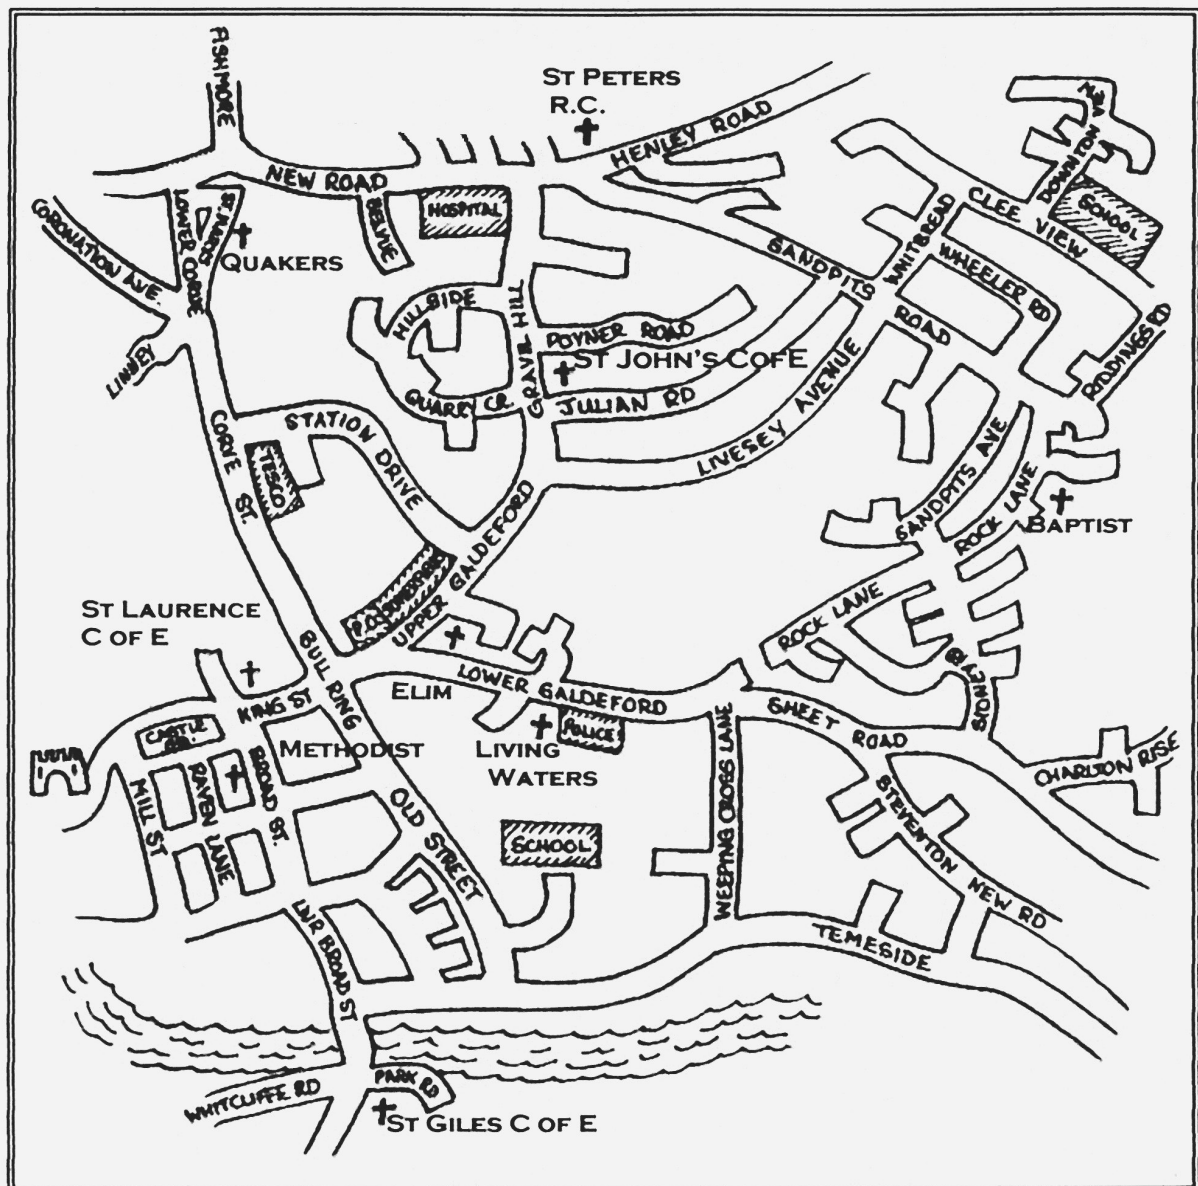 ASHMORE
ST PETERS
R.C.
HENLEY ROAD
NEW ROAD
BELVUE
HOSPITAL
LOWER CORVE
ST. MARYS
CORONATION AVE.
QUAKERS
LINNEY
DOWNTON
SCHOOL
CLEE VIEW
WHITBREAD
ROAD
WHEELER RD
SANDPITS
RIDDINGS RD
HILLSIDE
GRAVEL HILL
POYNER ROAD
ST JOHN'S COFE
QUARRY CR.
JULIAN RD
LIVESEY AVENUE
CORVE ST.
STATION DRIVE
TESCO
SANDPITS AVE
ROCK LANE
BAPTIST
ROCK LANE
P.O.
UPPER GALDEFORD
ST LAURENCE
C OF E
BULL RING
ELIM
LOWER GALDEFORD
KING ST
CASTLE
METHODIST
LIVING
WATERS
POLICE
STONEY
SHEET ROAD
WEEPING CROSS LANE
CHARLTON RISE
MILL ST
RAVEN LANE
BROAD ST.
OLD STREET
SCHOOL
STEVENTON NEW RD
TEMESIDE
LWR BROAD ST
WHITCLIFFE RD
PARK RD
ST GILES C OF E